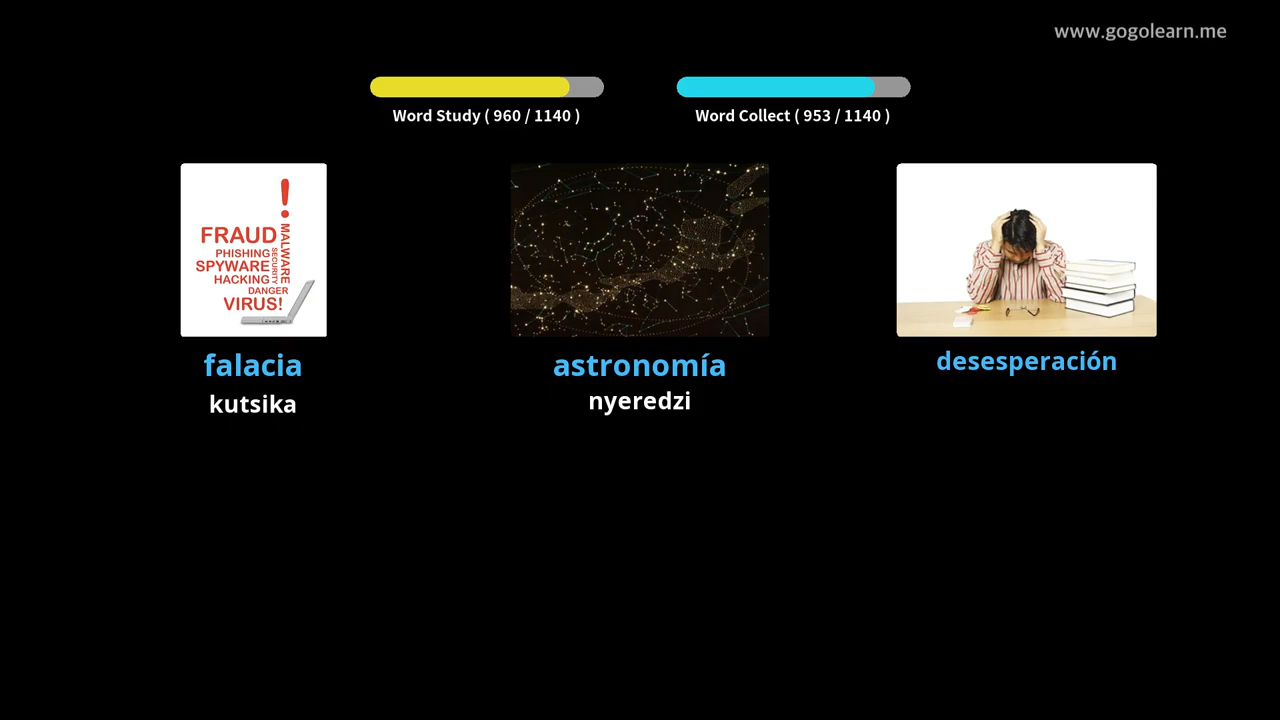 www.gogolearn.me
Word Study ( 960 / 1140 )
Word Collect ( 953 / 1140 )
!
FRAUD
PHISHING
SPYWARE
HACKING
DANGER
VIRUS!
MALWARE
SECURITY
falacia
kutsika
astronomía
nyeredzi
desesperación